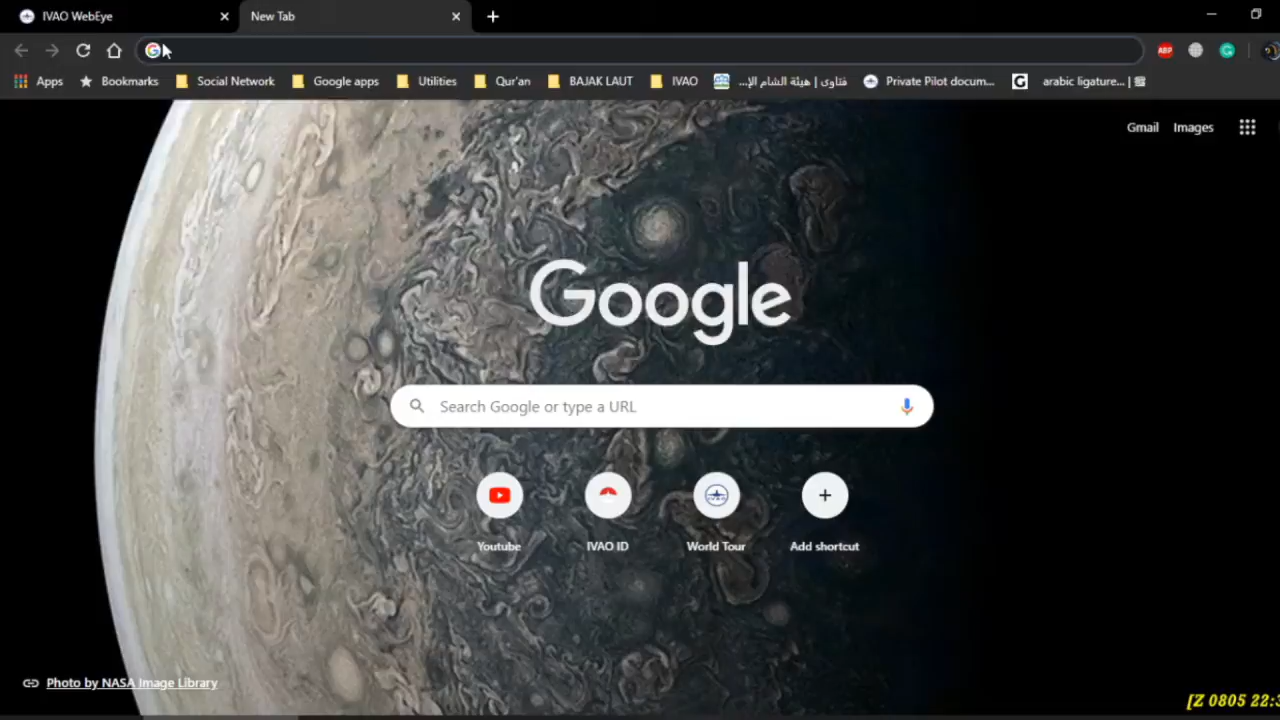 IVAO WebEye
New Tab
ABP
Apps
Bookmarks
Social Network
Google apps
Utilities
Qur'an
BAJAK LAUT
IVAO
فتاوى | هيئة الشام الإ...
Private Pilot docum...
arabic ligature... |
Gmail
Images
Google
Search Google or type a URL
Youtube
IVAO ID
World Tour
Add shortcut
Photo by NASA Image Library
[Z 0805 22:3